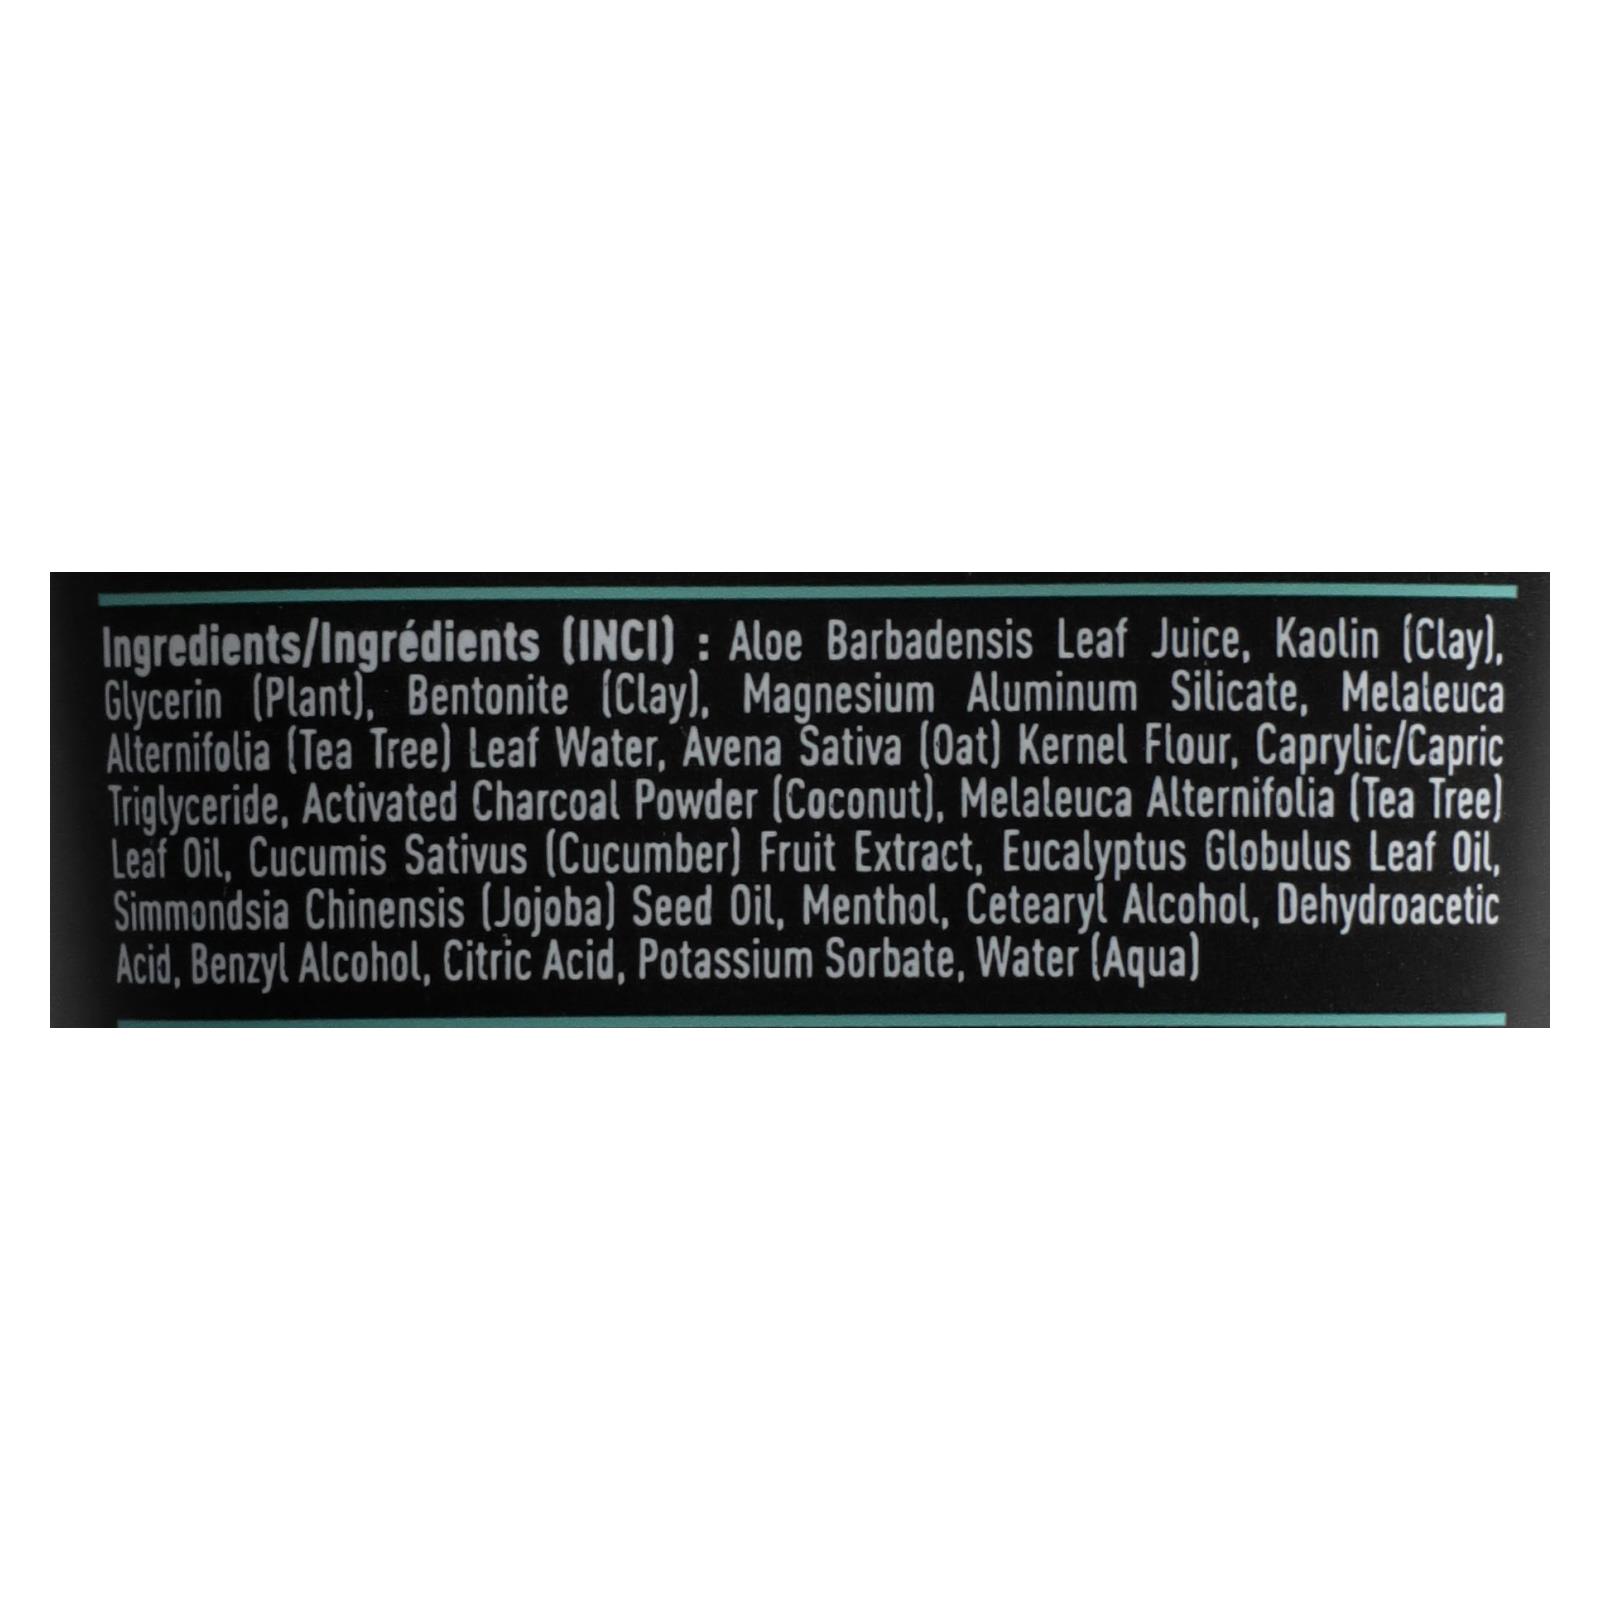 Ingredients/Ingrédients (INCI) : Aloe Barbadensis Leaf Juice, Kaolin (Clay),
Glycerin (Plant), Bentonite (Clay), Magnesium Aluminum Silicate, Melaleuca
Alternifolia (Tea Tree) Leaf Water, Avena Sativa (Oat) Kernel Flour, Caprylic/Capric
Triglyceride, Activated Charcoal Powder (Coconut), Melaleuca Alternifolia (Tea Tree)
Leaf Oil, Cucumis Sativus (Cucumber) Fruit Extract, Eucalyptus Globulus Leaf Oil,
Simmondsia Chinensis (Jojoba) Seed Oil, Menthol, Cetearyl Alcohol, Dehydroacetic
Acid, Benzyl Alcohol, Citric Acid, Potassium Sorbate, Water (Aqua)